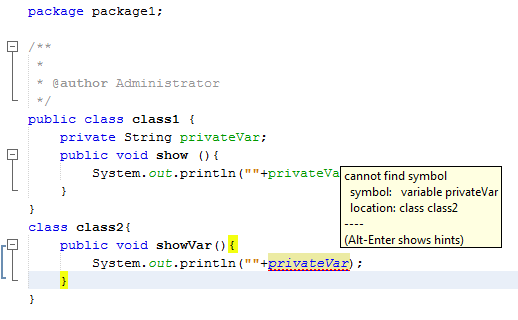 package package1;
/**
*
* @author Administrator
*/
public class class1 {
private String privateVar;
public void show (){
System.out.println(""+privateVa
}
}
class class2{
public void showVar(){
System.out.println(""+privateVar);
}
}
cannot find symbol
symbol: variable privateVar
location: class class2
----
(Alt-Enter shows hints)